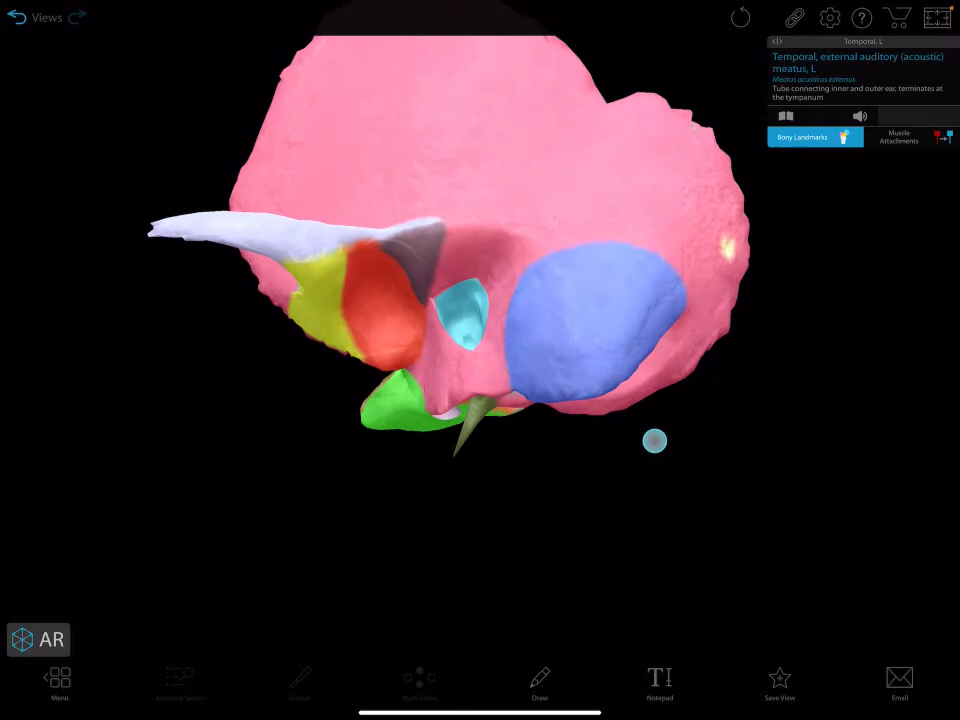 Views
Temporal, L
Temporal, external auditory (acoustic)
meatus, L
Meatus acusticus externus
Tube connecting inner and outer ear, terminates at
the tympanum
Bony Landmarks
Muscle
Attachments
AR
Menu
Draw
Notepad
Save View
Email